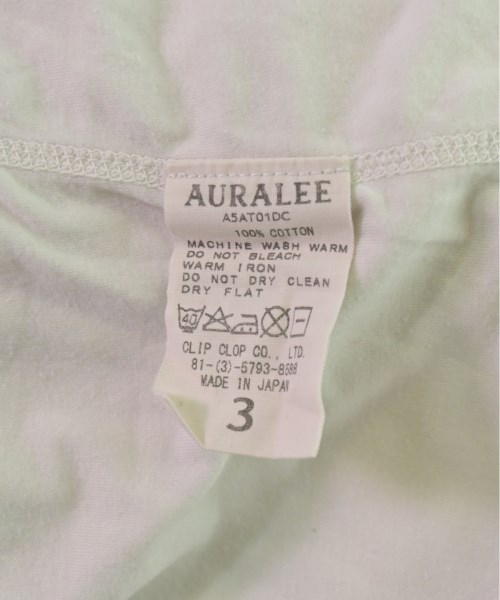 AURALEE
A5AT01DC
100% COTTON
MACHINE WASH WARM
DO NOT BLEACH
WARM IRON
DO NOT DRY CLEAN
DRY FLAT
40
CLIP CLOP CO., LTD.
81-(3)-5793-8588
MADE IN JAPAN
3